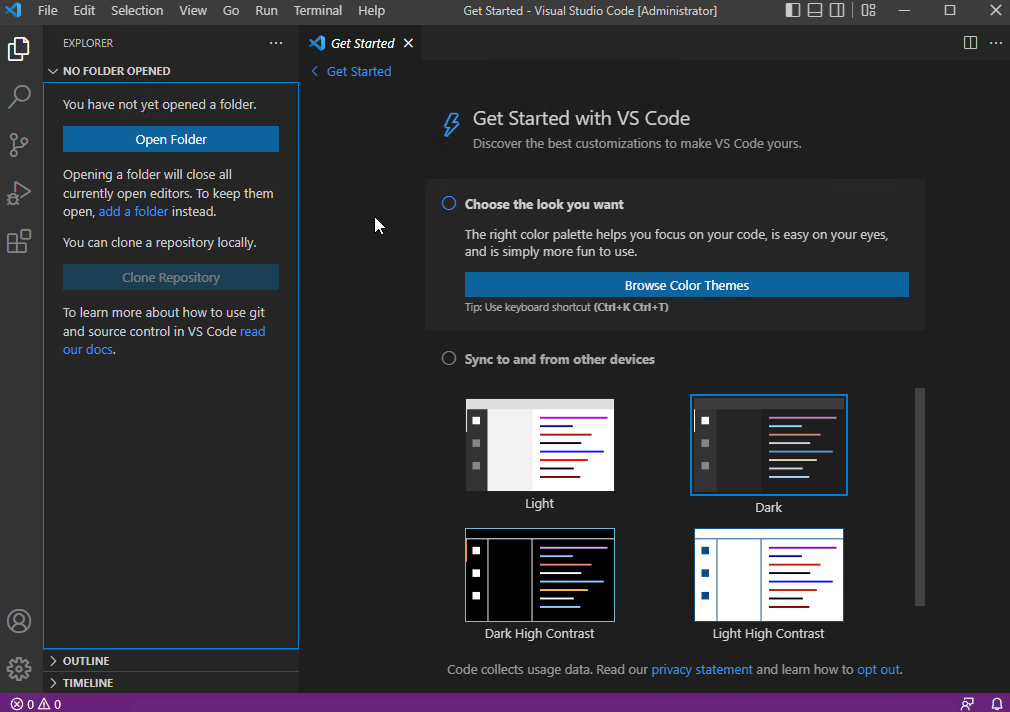 File Edit Selection View Go Run Terminal Help Get Started - Visual Studio Code [Administrator]
EXPLORER
NO FOLDER OPENED
You have not yet opened a folder.
Open Folder
Opening a folder will close all
currently open editors. To keep them
open, add a folder instead.
You can clone a repository locally.
Clone Repository
To learn more about how to use git
and source control in VS Code read
our docs.
OUTLINE
TIMELINE
Get Started
Get Started
Get Started with VS Code
Discover the best customizations to make VS Code yours.
Choose the look you want
The right color palette helps you focus on your code, is easy on your eyes,
and is simply more fun to use.
Browse Color Themes
Tip: Use keyboard shortcut (Ctrl+K Ctrl+T)
Sync to and from other devices
Light
Dark
Dark High Contrast
Light High Contrast
Code collects usage data. Read our privacy statement and learn how to opt out.
0 0